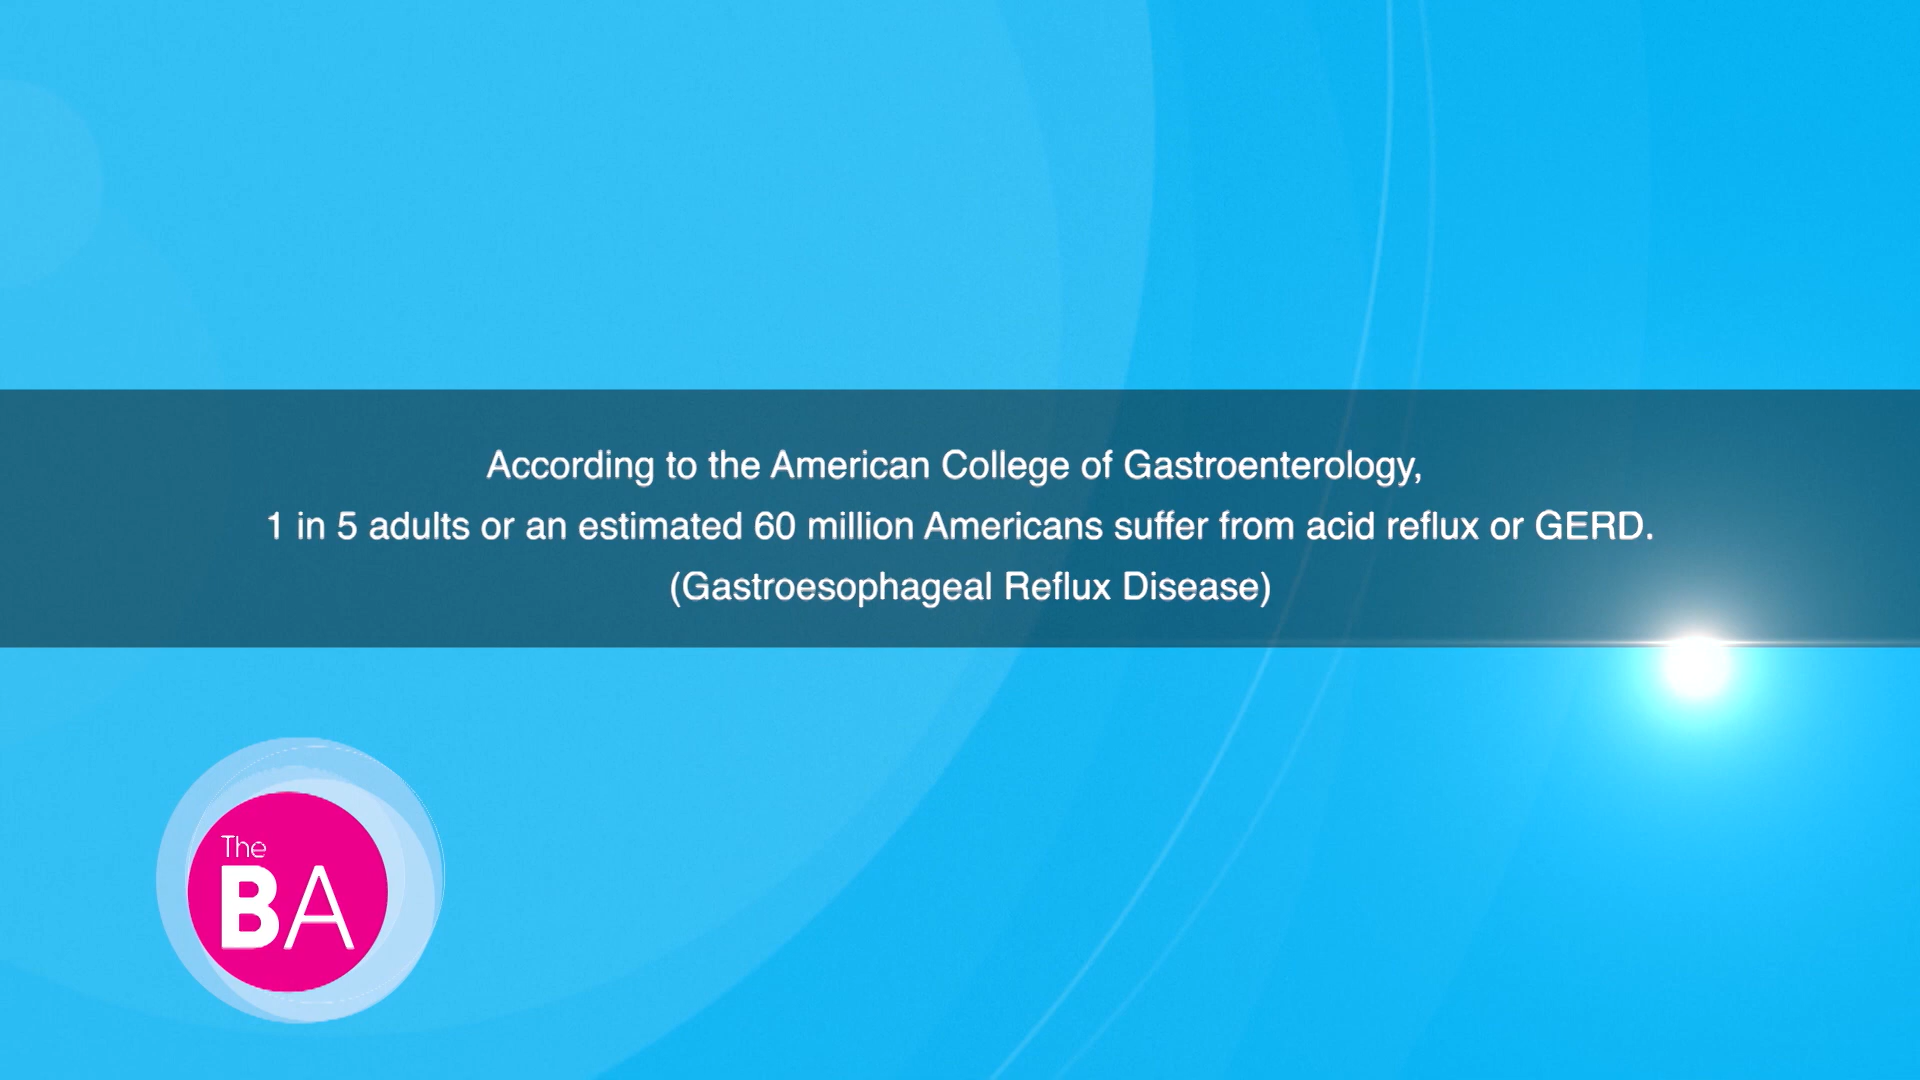 According to the American College of Gastroenterology,
1 in 5 adults or an estimated 60 million Americans suffer from acid reflux or GERD.
(Gastroesophageal Reflux Disease)
The
BA